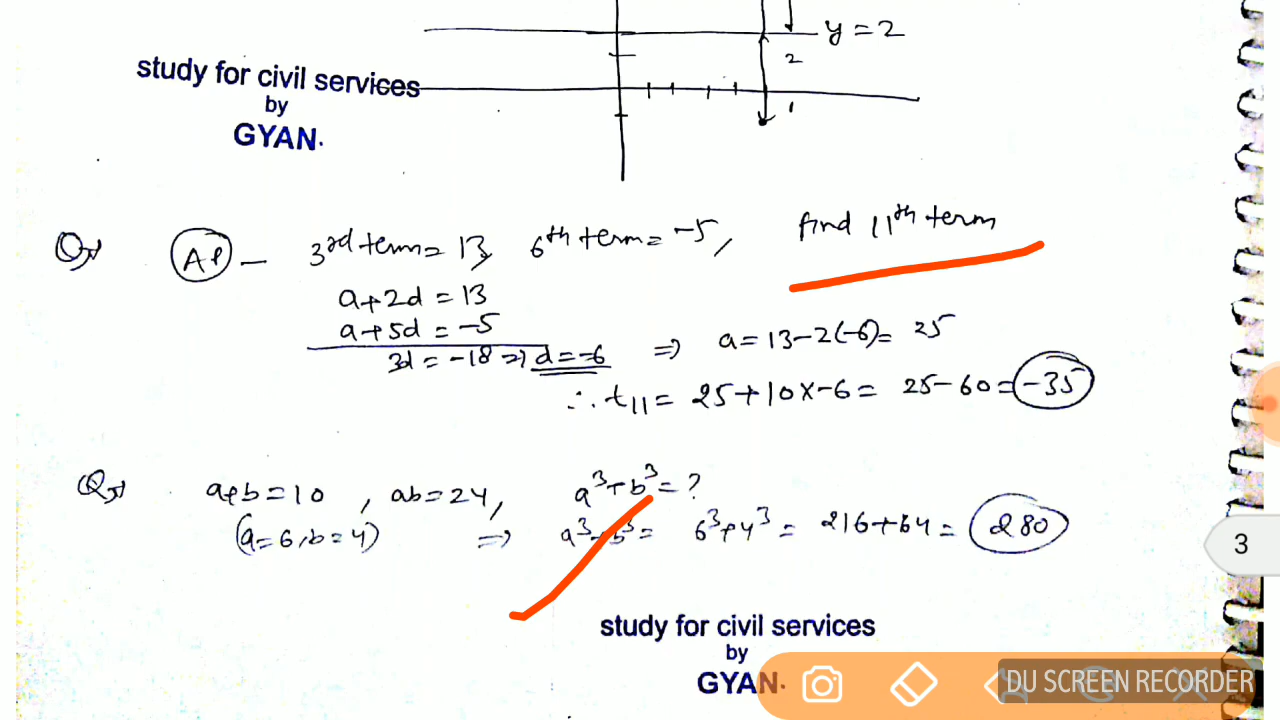 y = 2
2
1
study for civil services
by
GYAN.
Q→ AP — 3rd term = 13, 6th term = -5, find 11th term
a+2d = 13
a+5d = -5
3d = -18 ⇒ d = -6 ⇒ a = 13-2(-6) = 25
∴ t11 = 25+10×-6 = 25-60 = -35
Q→ a+b=10, ab=24, a³+b³=?
(a=6, b=4) ⇒ a³+b³= 6³+4³ = 216+64 = 280
3
study for civil services
by
GYAN.
DU SCREEN RECORDER